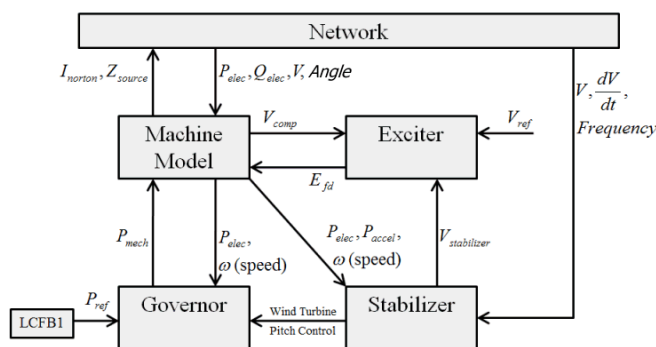 Network
I_norton, Z_source
P_elec, Q_elec, V, Angle
V, dV/dt,
Frequency
Machine
Model
V_comp
Exciter
V_ref
E_fd
P_mech
P_elec,
ω (speed)
P_elec, P_accel,
ω (speed)
V_stabilizer
LCFB1
P_ref
Governor
Wind Turbine
Pitch Control
Stabilizer